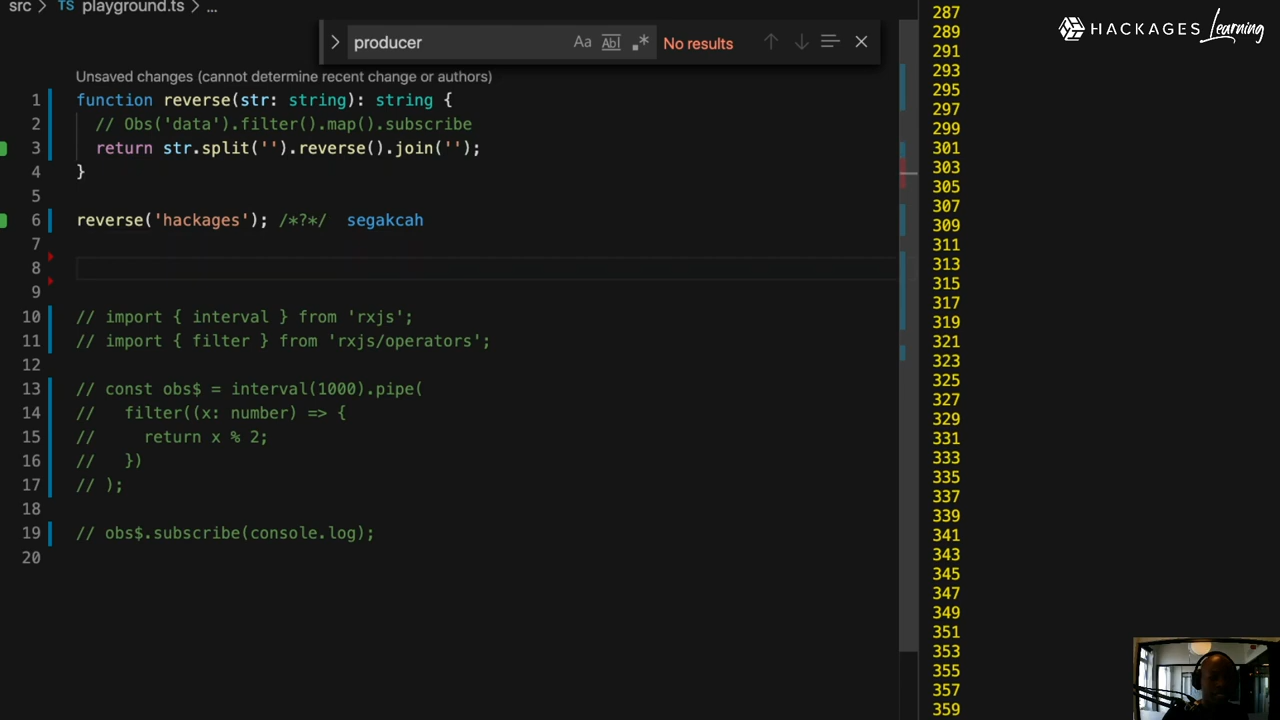 src > TS playground.ts > ...
producer
Aa Abl .* No results
Unsaved changes (cannot determine recent change or authors)
1 function reverse(str: string): string {
2 // Obs('data').filter().map().subscribe
3 return str.split('').reverse().join('');
4 }
5
6 reverse('hackages'); /*?*/ segakcah
7
8
9
10 // import { interval } from 'rxjs';
11 // import { filter } from 'rxjs/operators';
12
13 // const obs$ = interval(1000).pipe(
14 //   filter((x: number) => {
15 //     return x % 2;
16 //   })
17 // );
18
19 // obs$.subscribe(console.log);
20
HACKAGES Learning
287
289
291
293
295
297
299
301
303
305
307
309
311
313
315
317
319
321
323
325
327
329
331
333
335
337
339
341
343
345
347
349
351
353
355
357
359